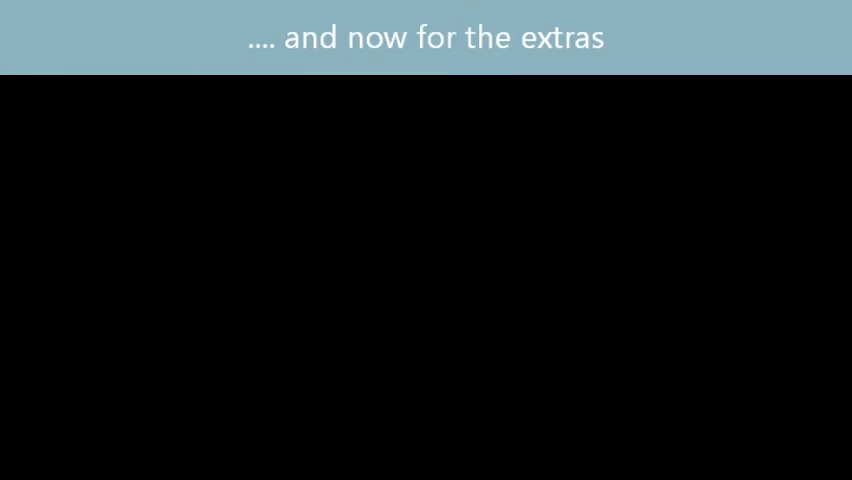 .... and now for the extras